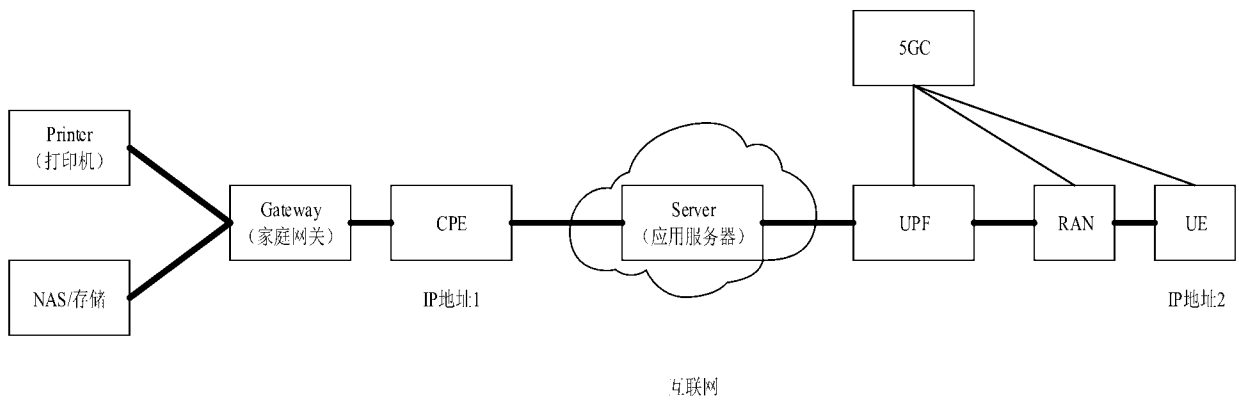 5GC
Printer
（打印机）
NAS/存储
Gateway
（家庭网关）
CPE
IP地址1
Server
（应用服务器）
UPF
RAN
UE
IP地址2
互联网